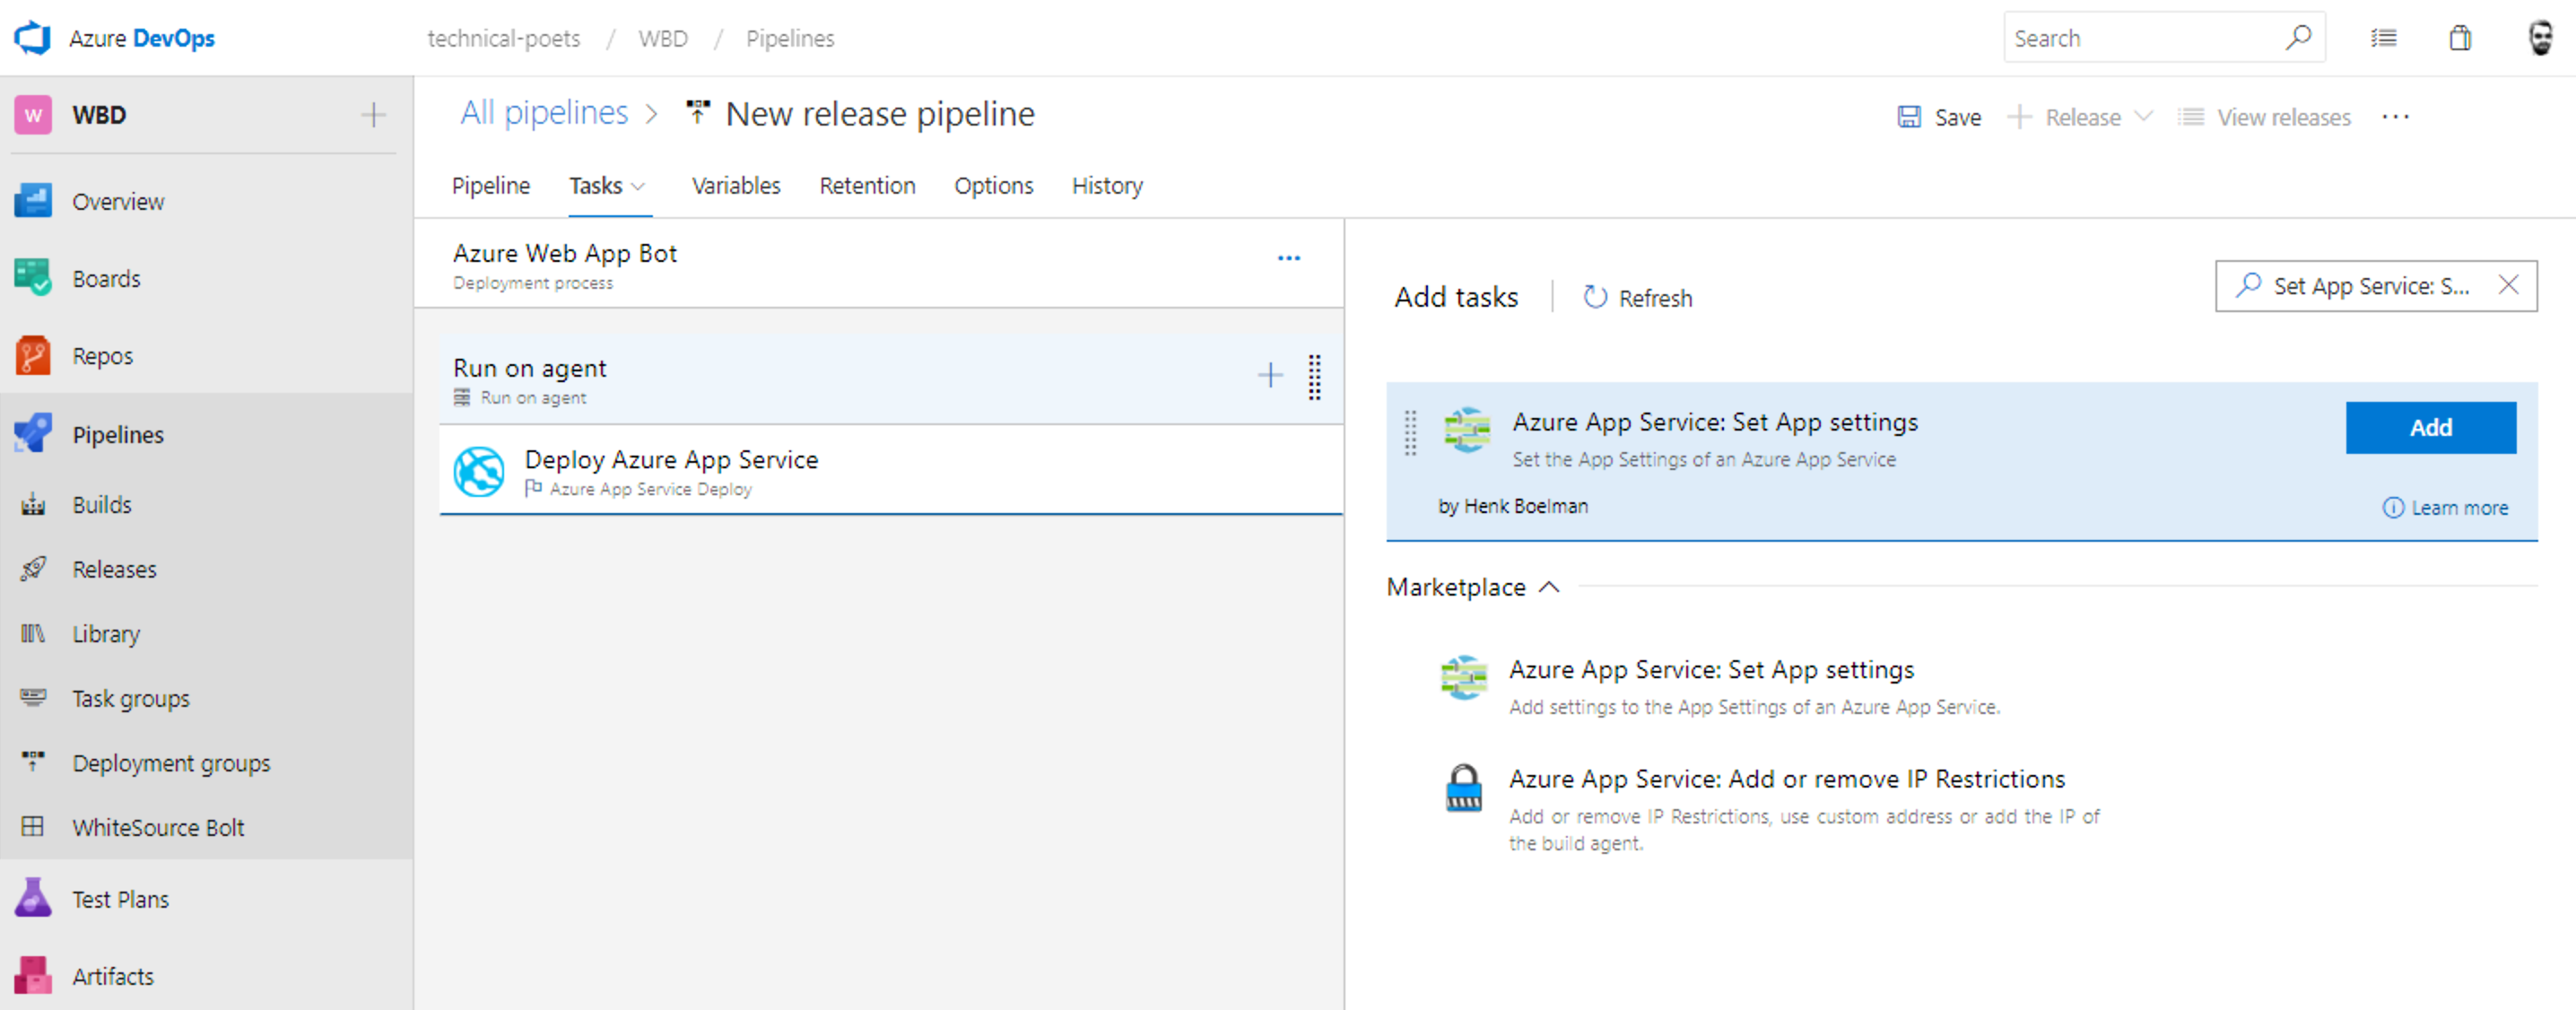 Azure DevOps
technical-poets / WBD / Pipelines
Search
W WBD
Overview
Boards
Repos
Pipelines
Builds
Releases
Library
Task groups
Deployment groups
WhiteSource Bolt
Test Plans
Artifacts
All pipelines > New release pipeline
Save
Release
View releases
Pipeline Tasks Variables Retention Options History
Azure Web App Bot
Deployment process
Run on agent
Run on agent
Deploy Azure App Service
Azure App Service Deploy
Add tasks
Refresh
Set App Service: S...
Azure App Service: Set App settings
Set the App Settings of an Azure App Service
by Henk Boelman
Add
Learn more
Marketplace
Azure App Service: Set App settings
Add settings to the App Settings of an Azure App Service.
Azure App Service: Add or remove IP Restrictions
Add or remove IP Restrictions, use custom address or add the IP of
the build agent.